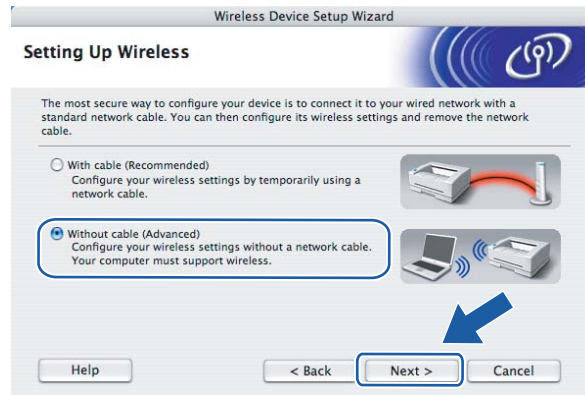 Wireless Device Setup Wizard
Setting Up Wireless
The most secure way to configure your device is to connect it to your wired network with a
standard network cable. You can then configure its wireless settings and remove the network
cable.
With cable (Recommended)
Configure your wireless settings by temporarily using a
network cable.
Without cable (Advanced)
Configure your wireless settings without a network cable.
Your computer must support wireless.
Help
< Back
Next >
Cancel